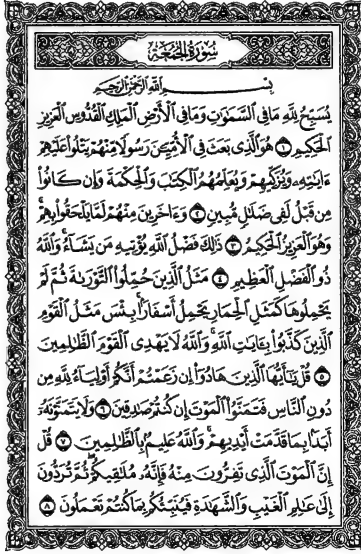 سُورَةُ الجُمُعَةِ
بِسْمِ ٱللَّهِ ٱلرَّحْمَٰنِ ٱلرَّحِيمِ
يُسَبِّحُ لِلَّهِ مَا فِي ٱلسَّمَٰوَٰتِ وَمَا فِي ٱلْأَرْضِ ٱلْمَلِكِ ٱلْقُدُّوسِ ٱلْعَزِيزِ
ٱلْحَكِيمِ ۝١ هُوَ ٱلَّذِي بَعَثَ فِي ٱلْأُمِّيِّـۧنَ رَسُولًا مِّنْهُمْ يَتْلُوا۟ عَلَيْهِمْ
ءَايَٰتِهِۦ وَيُزَكِّيهِمْ وَيُعَلِّمُهُمُ ٱلْكِتَٰبَ وَٱلْحِكْمَةَ وَإِن كَانُوا۟
مِن قَبْلُ لَفِي ضَلَٰلٍ مُّبِينٍ ۝٢ وَءَاخَرِينَ مِنْهُمْ لَمَّا يَلْحَقُوا۟ بِهِمْ ۚ
وَهُوَ ٱلْعَزِيزُ ٱلْحَكِيمُ ۝٣ ذَٰلِكَ فَضْلُ ٱللَّهِ يُؤْتِيهِ مَن يَشَآءُ ۚ وَٱللَّهُ
ذُو ٱلْفَضْلِ ٱلْعَظِيمِ ۝٤ مَثَلُ ٱلَّذِينَ حُمِّلُوا۟ ٱلتَّوْرَىٰةَ ثُمَّ لَمْ
يَحْمِلُوهَا كَمَثَلِ ٱلْحِمَارِ يَحْمِلُ أَسْفَارًۢا ۚ بِئْسَ مَثَلُ ٱلْقَوْمِ
ٱلَّذِينَ كَذَّبُوا۟ بِـَٔايَٰتِ ٱللَّهِ ۚ وَٱللَّهُ لَا يَهْدِي ٱلْقَوْمَ ٱلظَّٰلِمِينَ
۝٥ قُلْ يَٰٓأَيُّهَا ٱلَّذِينَ هَادُوٓا۟ إِن زَعَمْتُمْ أَنَّكُمْ أَوْلِيَآءُ لِلَّهِ مِن
دُونِ ٱلنَّاسِ فَتَمَنَّوُا۟ ٱلْمَوْتَ إِن كُنتُمْ صَٰدِقِينَ ۝٦ وَلَا يَتَمَنَّوْنَهُۥٓ
أَبَدًۢا بِمَا قَدَّمَتْ أَيْدِيهِمْ ۚ وَٱللَّهُ عَلِيمٌۢ بِٱلظَّٰلِمِينَ ۝٧ قُلْ
إِنَّ ٱلْمَوْتَ ٱلَّذِي تَفِرُّونَ مِنْهُ فَإِنَّهُۥ مُلَٰقِيكُمْ ۖ ثُمَّ تُرَدُّونَ
إِلَىٰ عَٰلِمِ ٱلْغَيْبِ وَٱلشَّهَٰدَةِ فَيُنَبِّئُكُم بِمَا كُنتُمْ تَعْمَلُونَ ۝٨